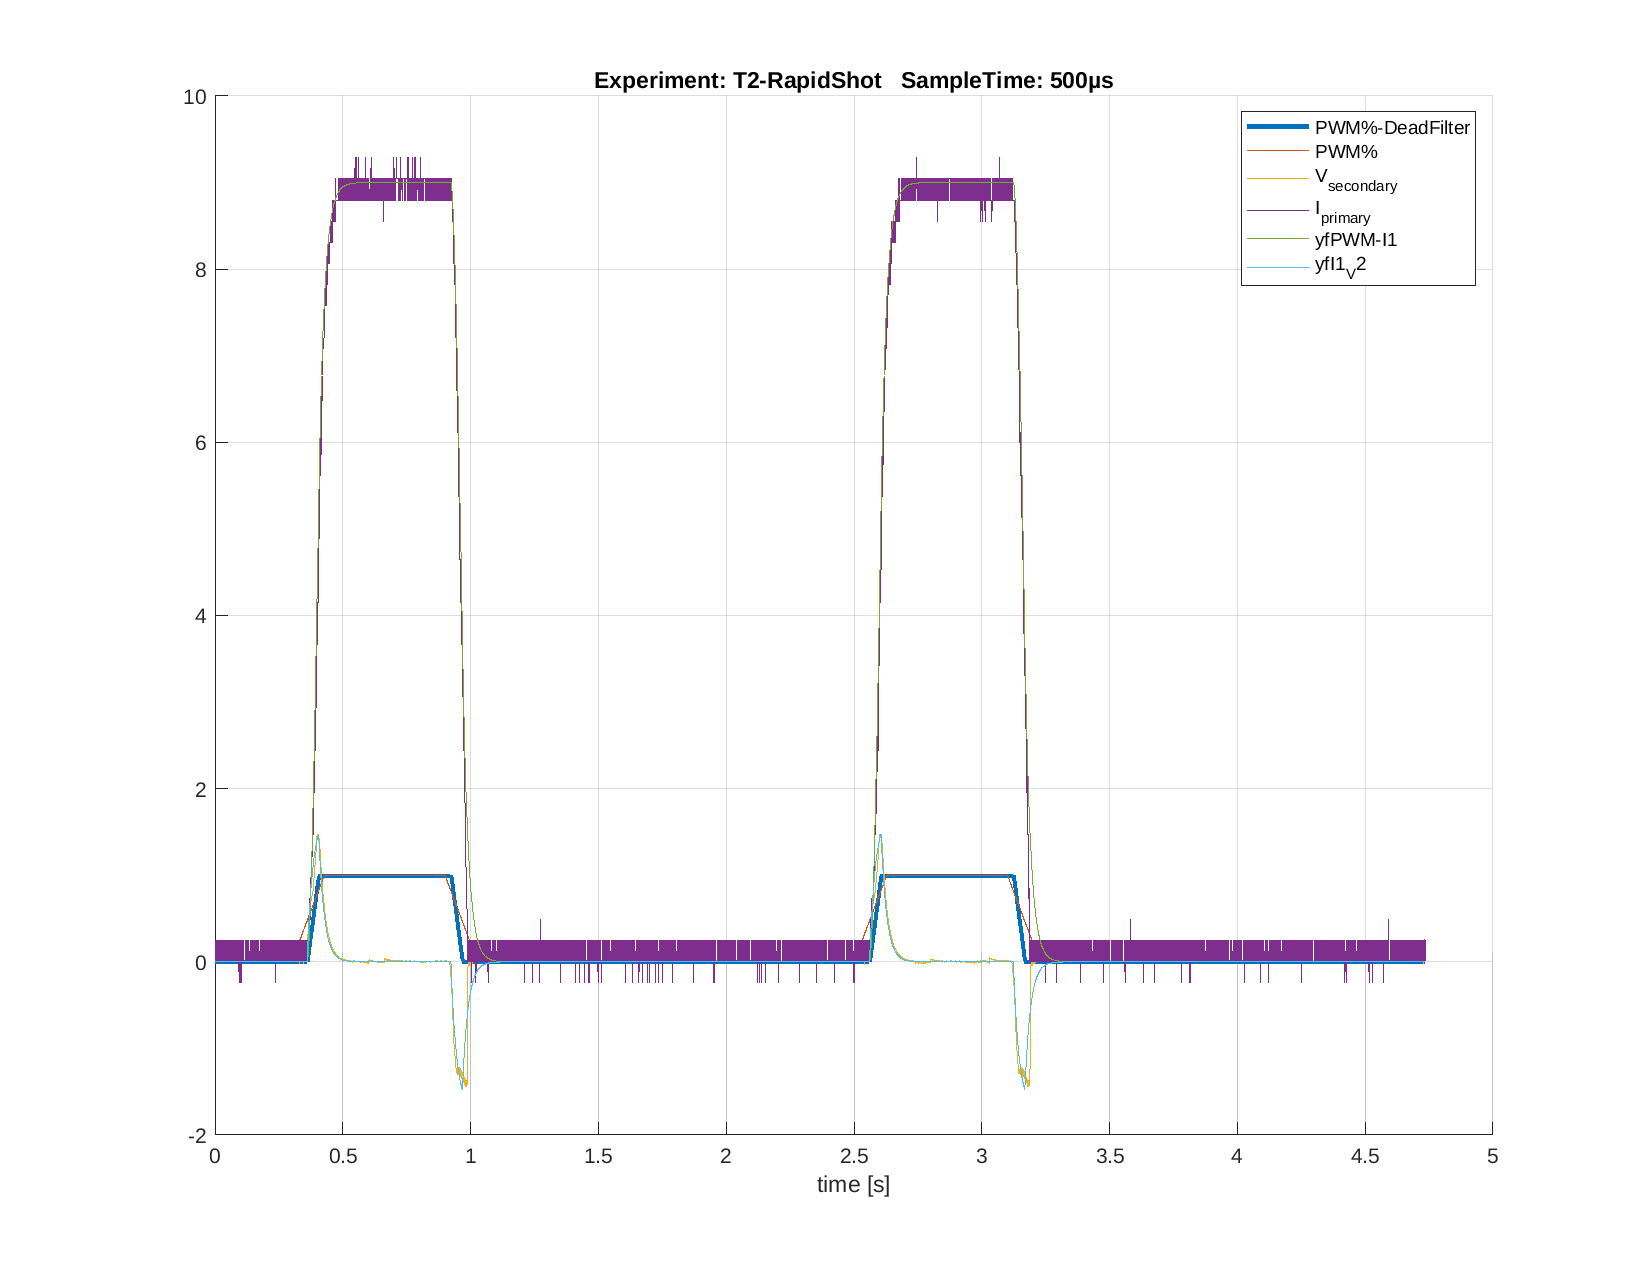 Experiment: T2-RapidShot   SampleTime: 500µs
10
8
6
4
2
0
-2
PWM%-DeadFilter
PWM%
Vsecondary
Iprimary
yfPWM-I1
yfI1V2
0 0.5 1 1.5 2 2.5 3 3.5 4 4.5 5
time [s]